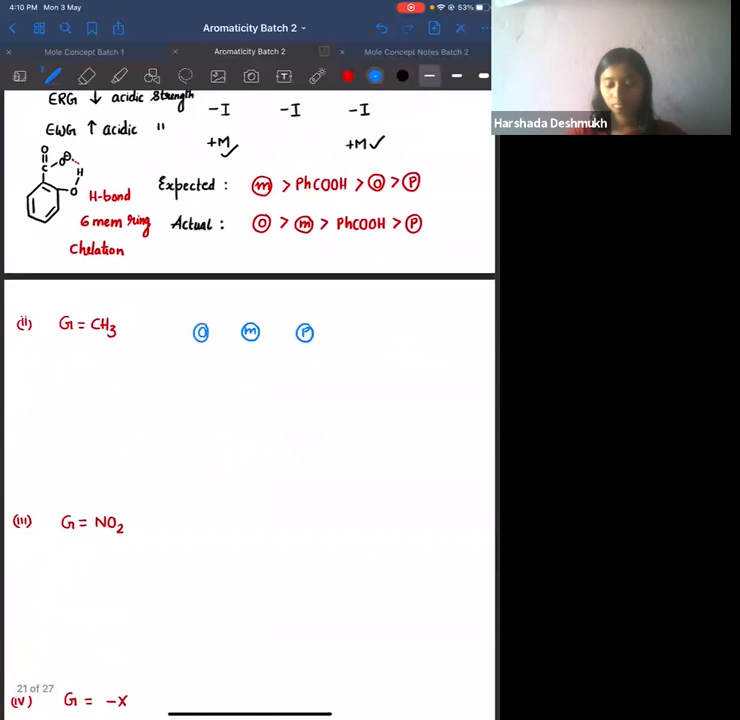 4:10 PM Mon 3 May
53%
Aromaticity Batch 2
Mole Concept Batch 1
Aromaticity Batch 2
Mole Concept Notes Batch 2
Harshada Deshmukh
ERG ↓ acidic strength
-I -I -I
EWG ↑ acidic "
+M +M
O
C O⊖
H
O
H-bond
6 mem ring
Chelation
Expected : m > PhCOOH > o > p
Actual : o > m > PhCOOH > p
(ii) G = CH3 o m p
(iii) G = NO2
21 of 27
(iv) G = -X